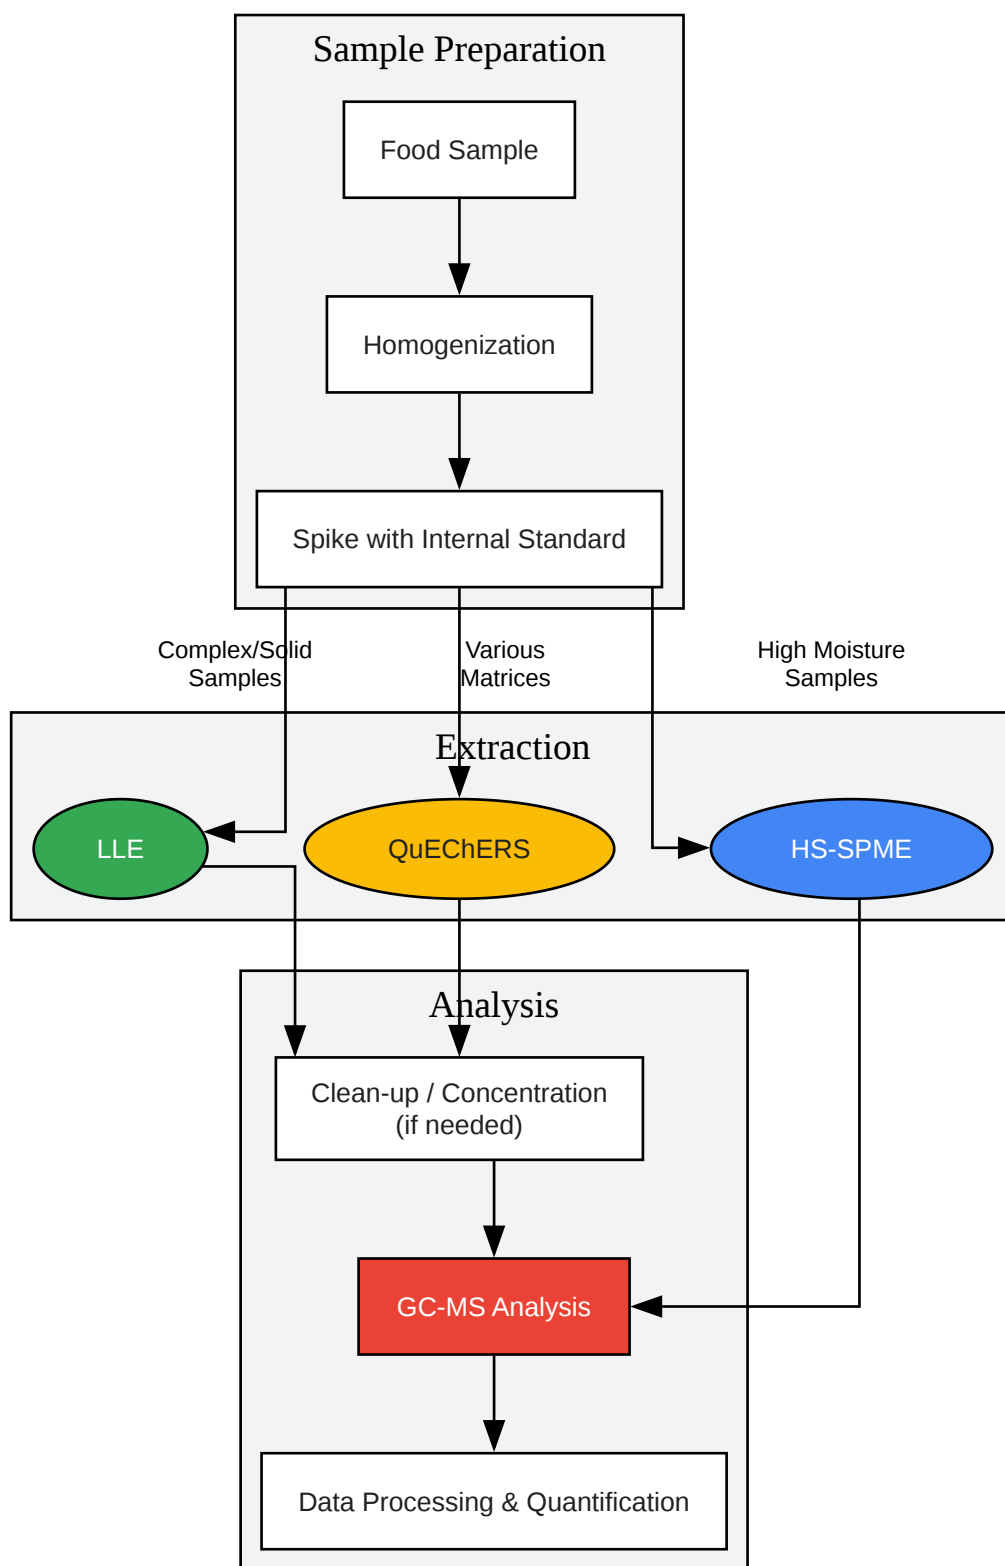 Sample Preparation
Food Sample
Homogenization
Spike with Internal Standard
Complex/Solid
Samples
Various
Matrices
High Moisture
Samples
Extraction
LLE
QuEChERS
HS-SPME
Analysis
Clean-up / Concentration
(if needed)
GC-MS Analysis
Data Processing & Quantification